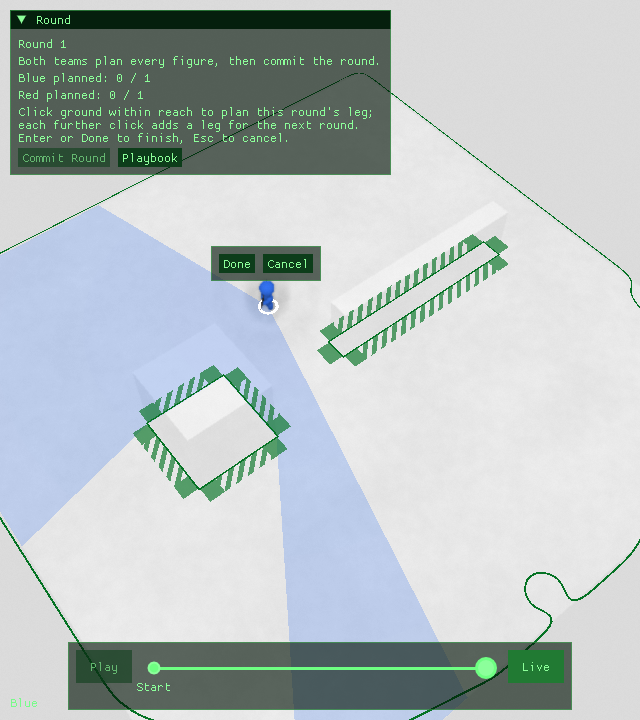 Round
Round 1
Both teams plan every figure, then commit the round.
Blue planned: 0 / 1
Red planned: 0 / 1
Click ground within reach to plan this round's leg;
each further click adds a leg for the next round.
Enter or Done to finish, Esc to cancel.
Commit Round Playbook
Done Cancel
Play Live
Start
Blue